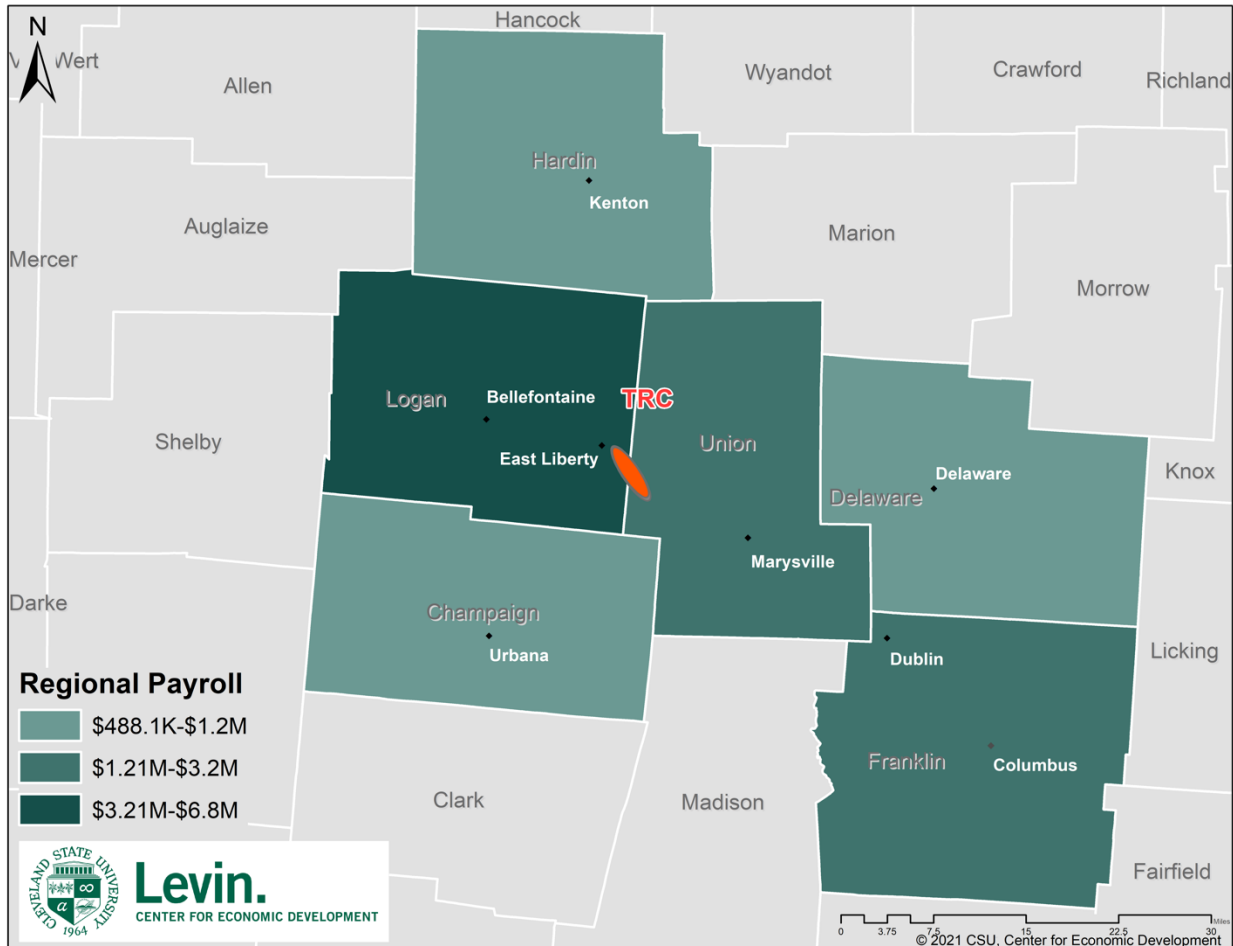 N
Hancock
Wert
Allen
Wyandot
Crawford
Richland
Hardin
Kenton
Auglaize
Marion
Mercer
Morrow
Logan
Bellefontaine
TRC
Shelby
East Liberty
Union
Delaware
Delaware
Knox
Marysville
Darke
Champaign
Urbana
Dublin
Licking
Regional Payroll
$488.1K-$1.2M
$1.21M-$3.2M
$3.21M-$6.8M
Franklin
Columbus
Clark
Madison
Fairfield
CLEVELAND STATE UNIVERSITY
α
∞
1964
Levin.
CENTER FOR ECONOMIC DEVELOPMENT
Miles
0 3.75 7.5 15 22.5 30
© 2021 CSU, Center for Economic Development